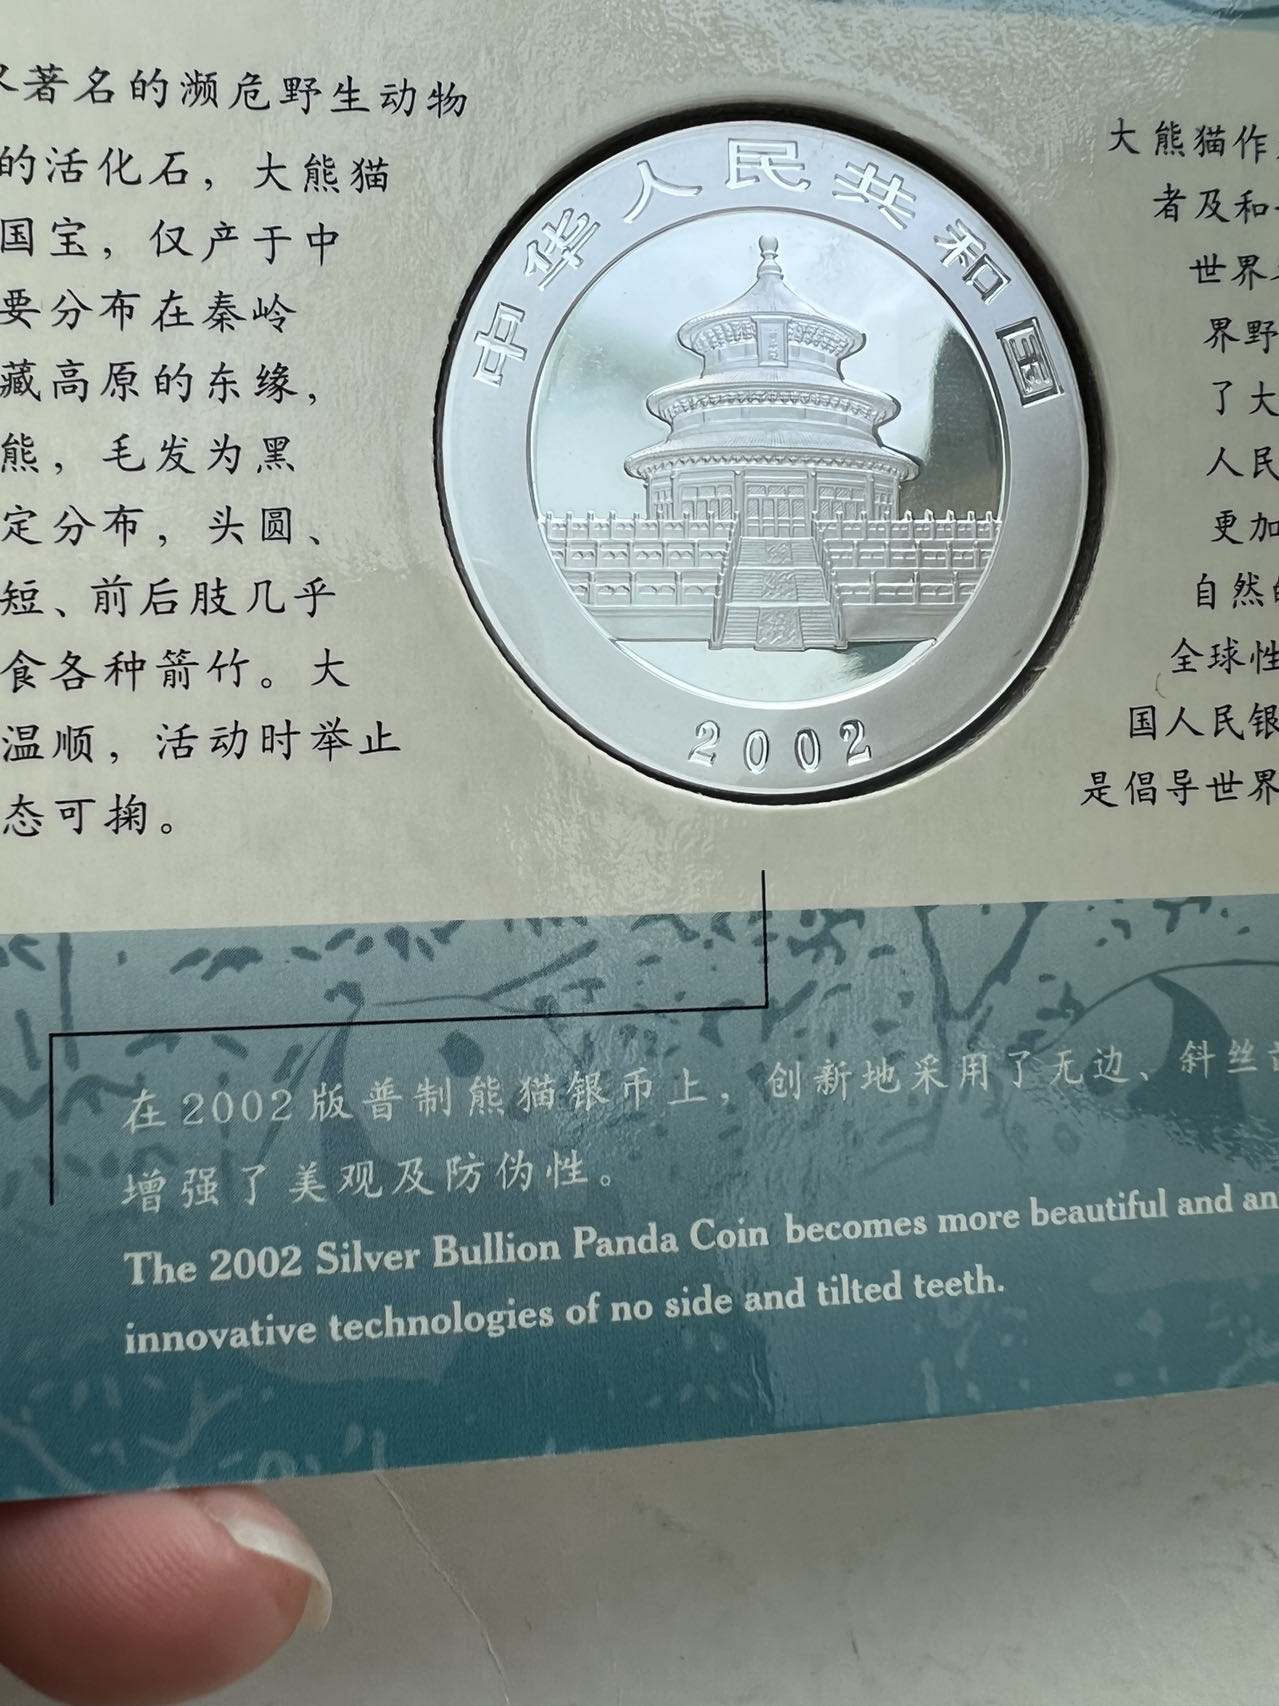 著名的濒危野生动物
的活化石，大熊猫
国宝，仅产于中
要分布在秦岭
藏高原的东缘，
熊，毛发为黑
定分布，头圆、
短、前后肢几乎
食各种箭竹。大
温顺，活动时举止
态可掬。
中华人民共和国
2002
大熊猫作
者及和
世界
界野
了大
人民
更加
自然
全球性
国人民银
是倡导世界
在2002版普制熊猫银币上，创新地采用了无边、斜丝
增强了美观及防伪性。
The 2002 Silver Bullion Panda Coin becomes more beautiful and an
innovative technologies of no side and tilted teeth.